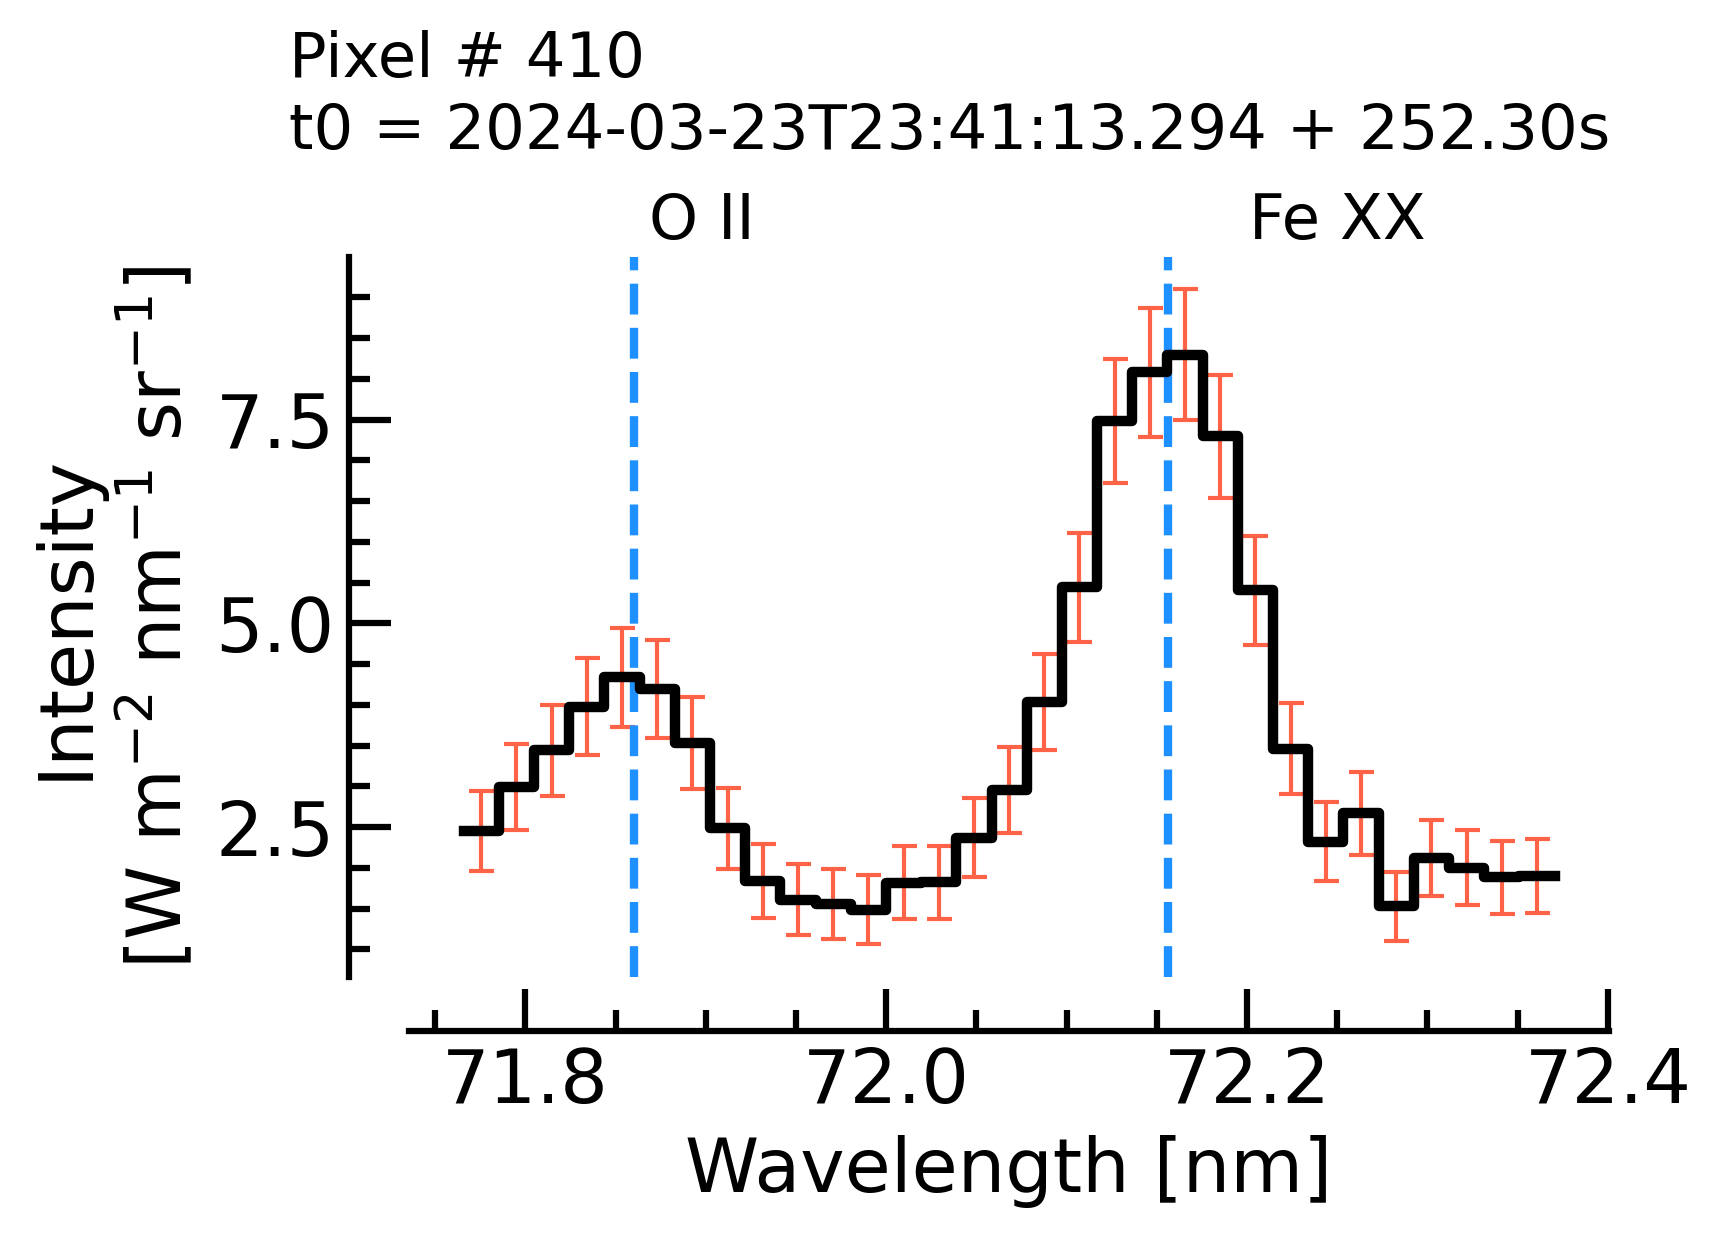 Pixel # 410
t0 = 2024-03-23T23:41:13.294 + 252.30s
O II
Fe XX
Intensity
[W m⁻² nm⁻¹ sr⁻¹]
7.5
5.0
2.5
71.8
72.0
72.2
72.4
Wavelength [nm]